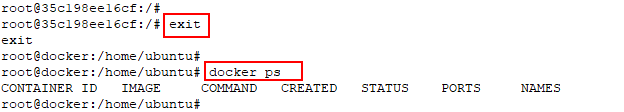 root@35c198ee16cf:/#
root@35c198ee16cf:/# exit
exit
root@docker:/home/ubuntu#
root@docker:/home/ubuntu# docker ps
CONTAINER ID IMAGE COMMAND CREATED STATUS PORTS NAMES
root@docker:/home/ubuntu#